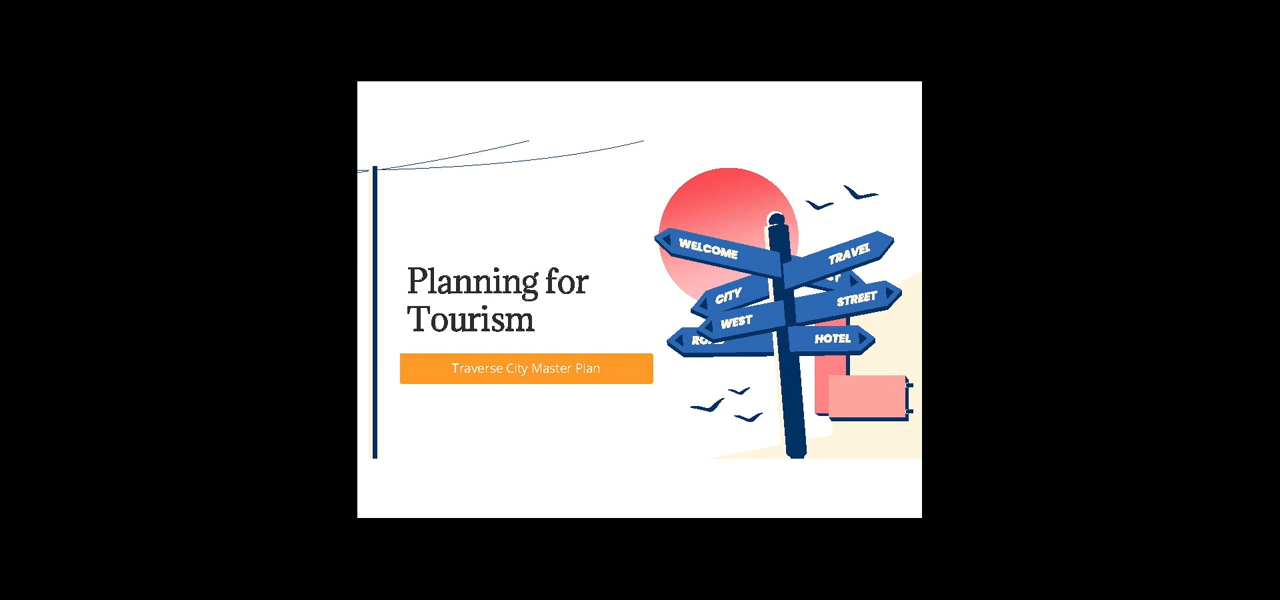 Planning for
Tourism
Traverse City Master Plan
WELCOME
TRAVEL
CITY
STREET
WEST
HOTEL